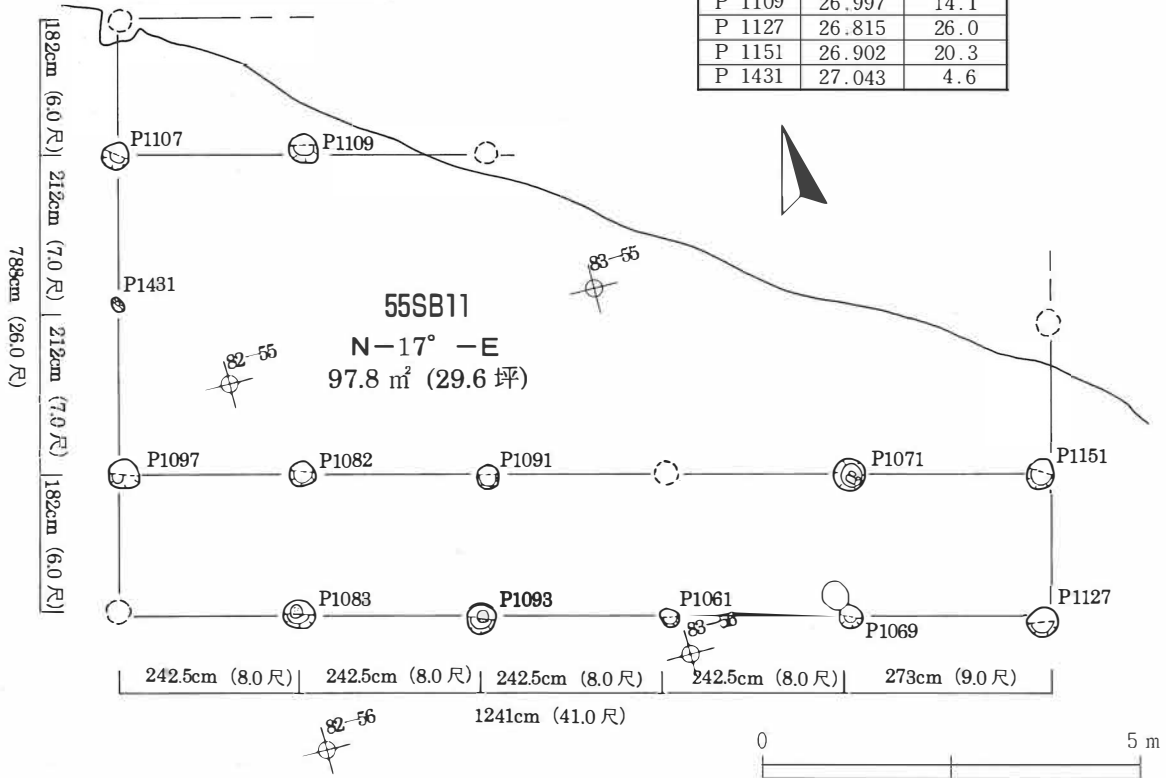 P 1109 26.997 14.1
P 1127 26.815 26.0
P 1151 26.902 20.3
P 1431 27.043 4.6
182cm (6.0 尺)
212cm (7.0 尺)
212cm (7.0 尺)
182cm (6.0 尺)
788cm (26.0 尺)
P1107
P1109
P1431
83-55
55SB11
N-17° -E
97.8 ㎡ (29.6 坪)
82-55
P1097
P1082
P1091
P1071
P1151
P1083
P1093
P1061
P1069
P1127
83-56
242.5cm (8.0 尺)
242.5cm (8.0 尺)
242.5cm (8.0 尺)
242.5cm (8.0 尺)
273cm (9.0 尺)
1241cm (41.0 尺)
82-56
0 5 m